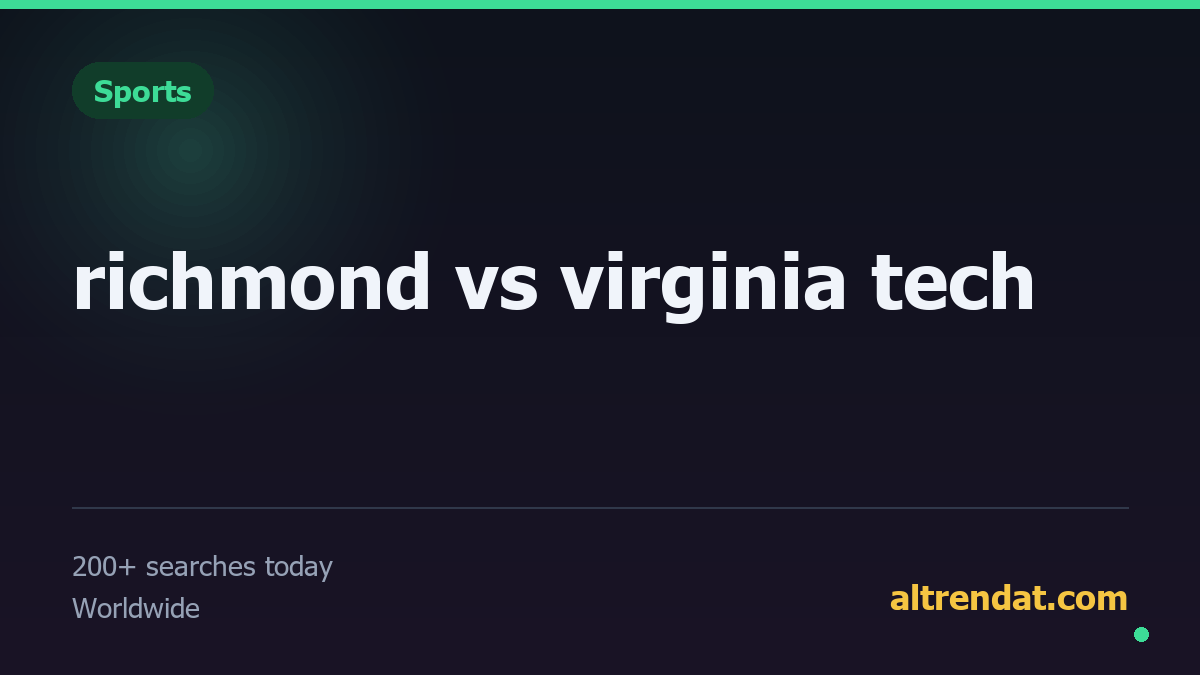 Sports
richmond vs virginia tech
200+ searches today
Worldwide
altrendat.com